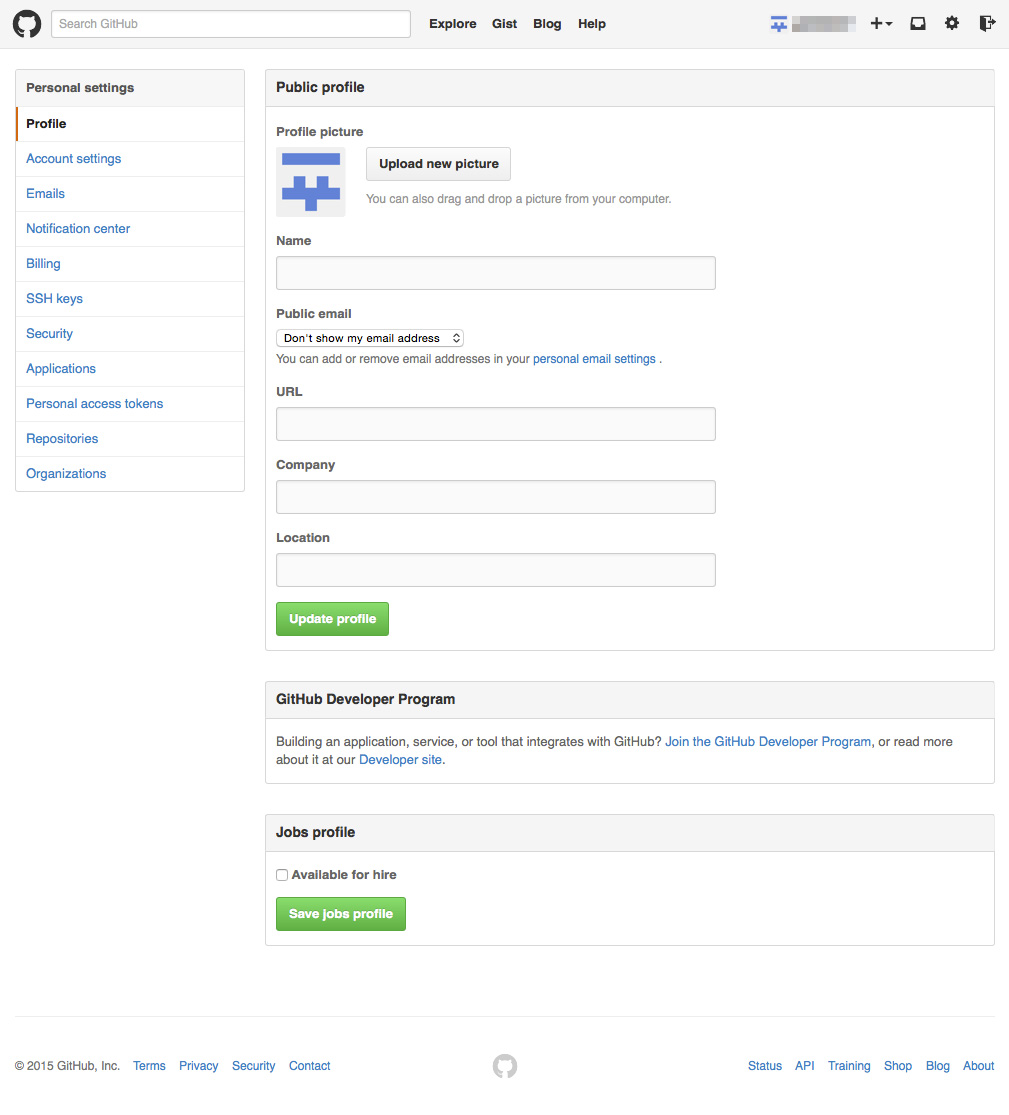 Search GitHub Explore Gist Blog Help
Personal settings
Profile
Account settings
Emails
Notification center
Billing
SSH keys
Security
Applications
Personal access tokens
Repositories
Organizations
Public profile
Profile picture
Upload new picture
You can also drag and drop a picture from your computer.
Name
Public email
Don't show my email address
You can add or remove email addresses in your personal email settings .
URL
Company
Location
Update profile
GitHub Developer Program
Building an application, service, or tool that integrates with GitHub? Join the GitHub Developer Program, or read more
about it at our Developer site.
Jobs profile
Available for hire
Save jobs profile
© 2015 GitHub, Inc. Terms Privacy Security Contact Status API Training Shop Blog About